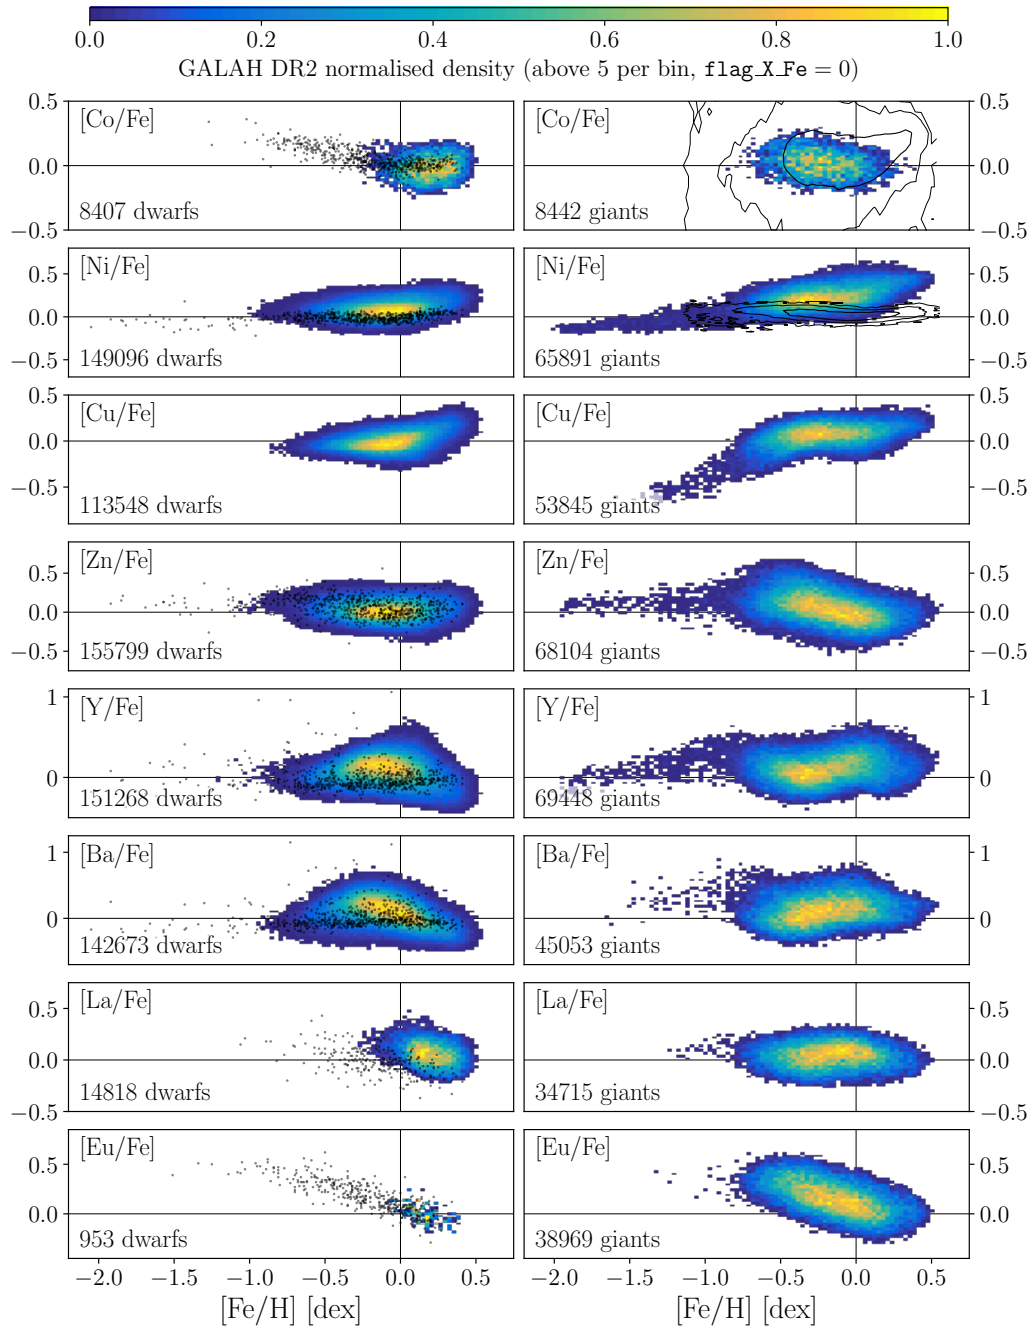 0.0 0.2 0.4 0.6 0.8 1.0
GALAH DR2 normalised density (above 5 per bin, flag_X_Fe = 0)
0.5 [Co/Fe] [Co/Fe] 0.5
0.0 0.0
−0.5 8407 dwarfs 8442 giants −0.5
[Ni/Fe] [Ni/Fe]
0.5 0.5
0.0 0.0
−0.5 149096 dwarfs 65891 giants −0.5
0.5 [Cu/Fe] [Cu/Fe] 0.5
0.0 0.0
−0.5 113548 dwarfs 53845 giants −0.5
[Zn/Fe] [Zn/Fe]
0.5 0.5
0.0 0.0
−0.5 155799 dwarfs 68104 giants −0.5
1 [Y/Fe] [Y/Fe] 1
0 0
151268 dwarfs 69448 giants
1 [Ba/Fe] [Ba/Fe] 1
0 0
142673 dwarfs 45053 giants
[La/Fe] [La/Fe]
0.5 0.5
0.0 0.0
−0.5 14818 dwarfs 34715 giants −0.5
[Eu/Fe] [Eu/Fe]
0.5 0.5
0.0 0.0
953 dwarfs 38969 giants
−2.0 −1.5 −1.0 −0.5 0.0 0.5 −2.0 −1.5 −1.0 −0.5 0.0 0.5
[Fe/H] [dex] [Fe/H] [dex]